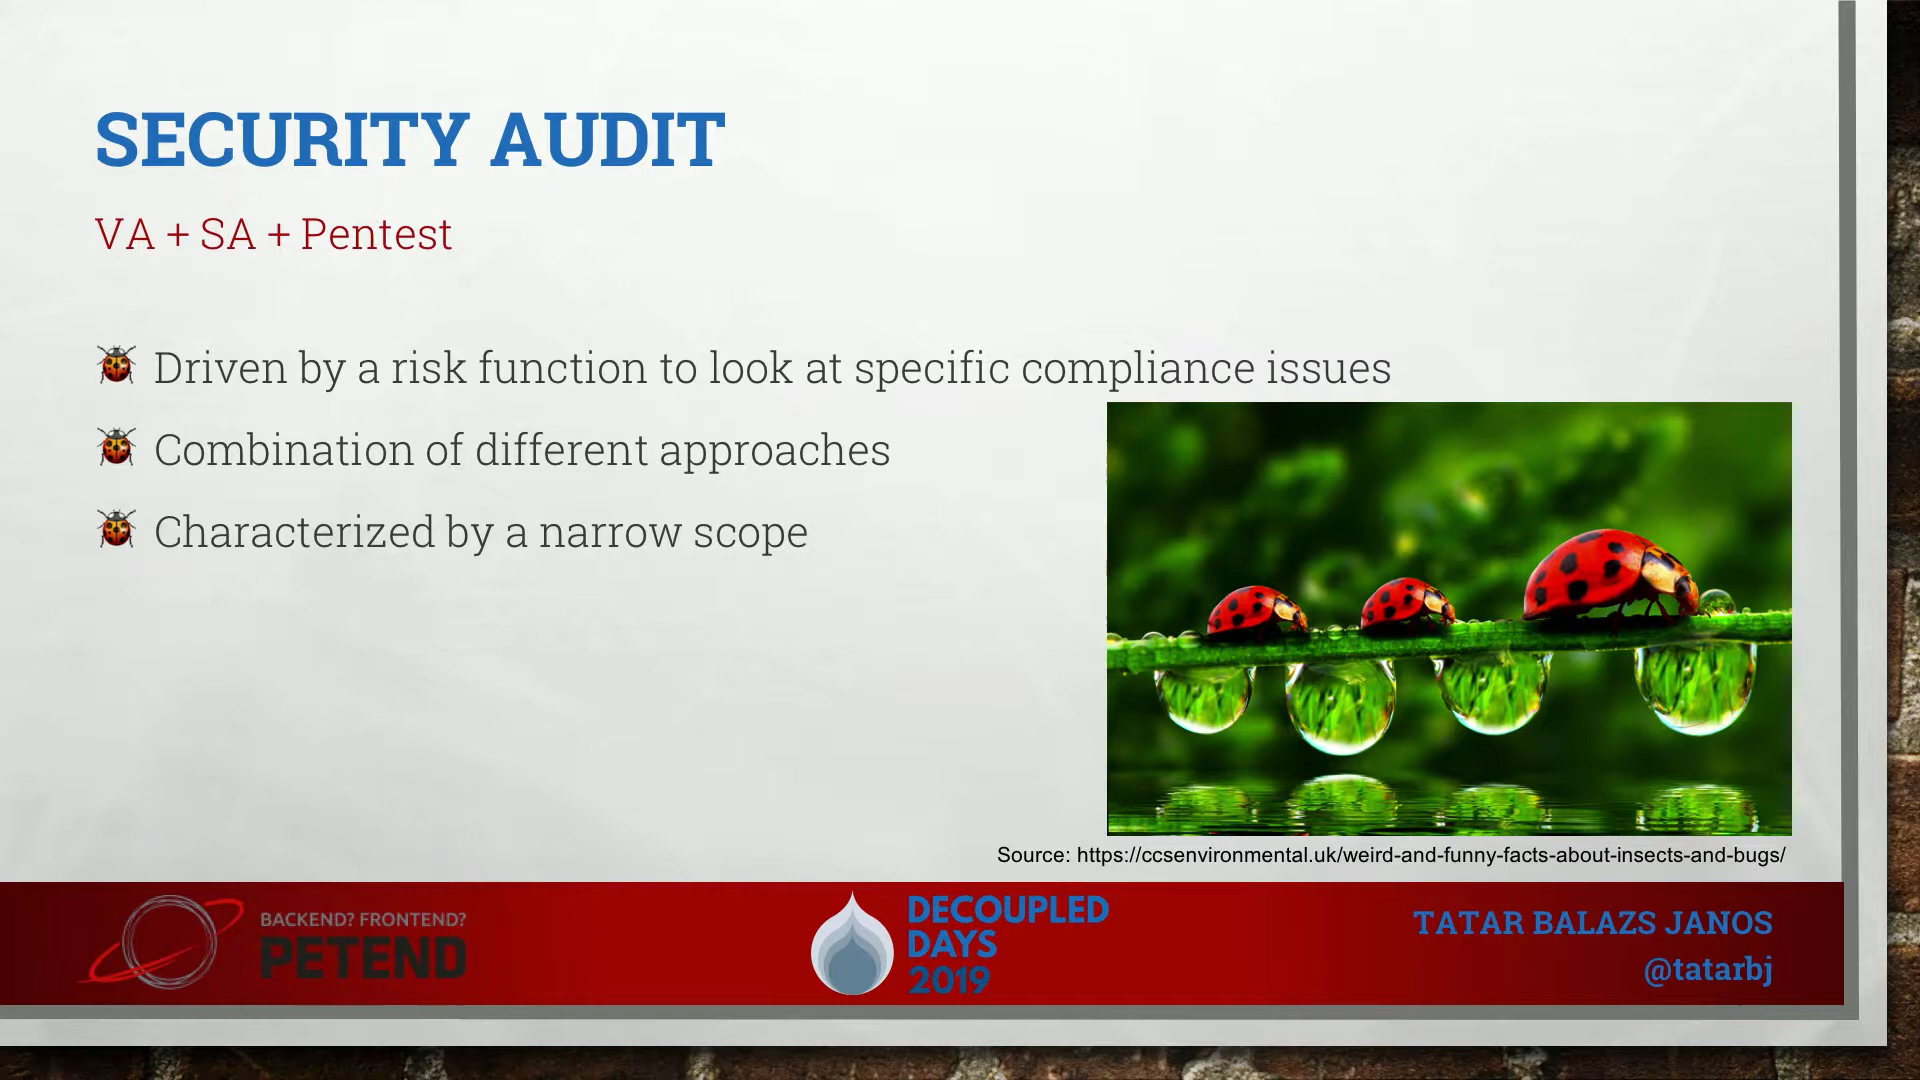 SECURITY AUDIT
VA + SA + Pentest
Driven by a risk function to look at specific compliance issues
Combination of different approaches
Characterized by a narrow scope
Source: https://ccsenvironmental.uk/weird-and-funny-facts-about-insects-and-bugs/
BACKEND? FRONTEND?
PETEND
DECOUPLED
DAYS
2019
TATAR BALAZS JANOS
@tatarbj